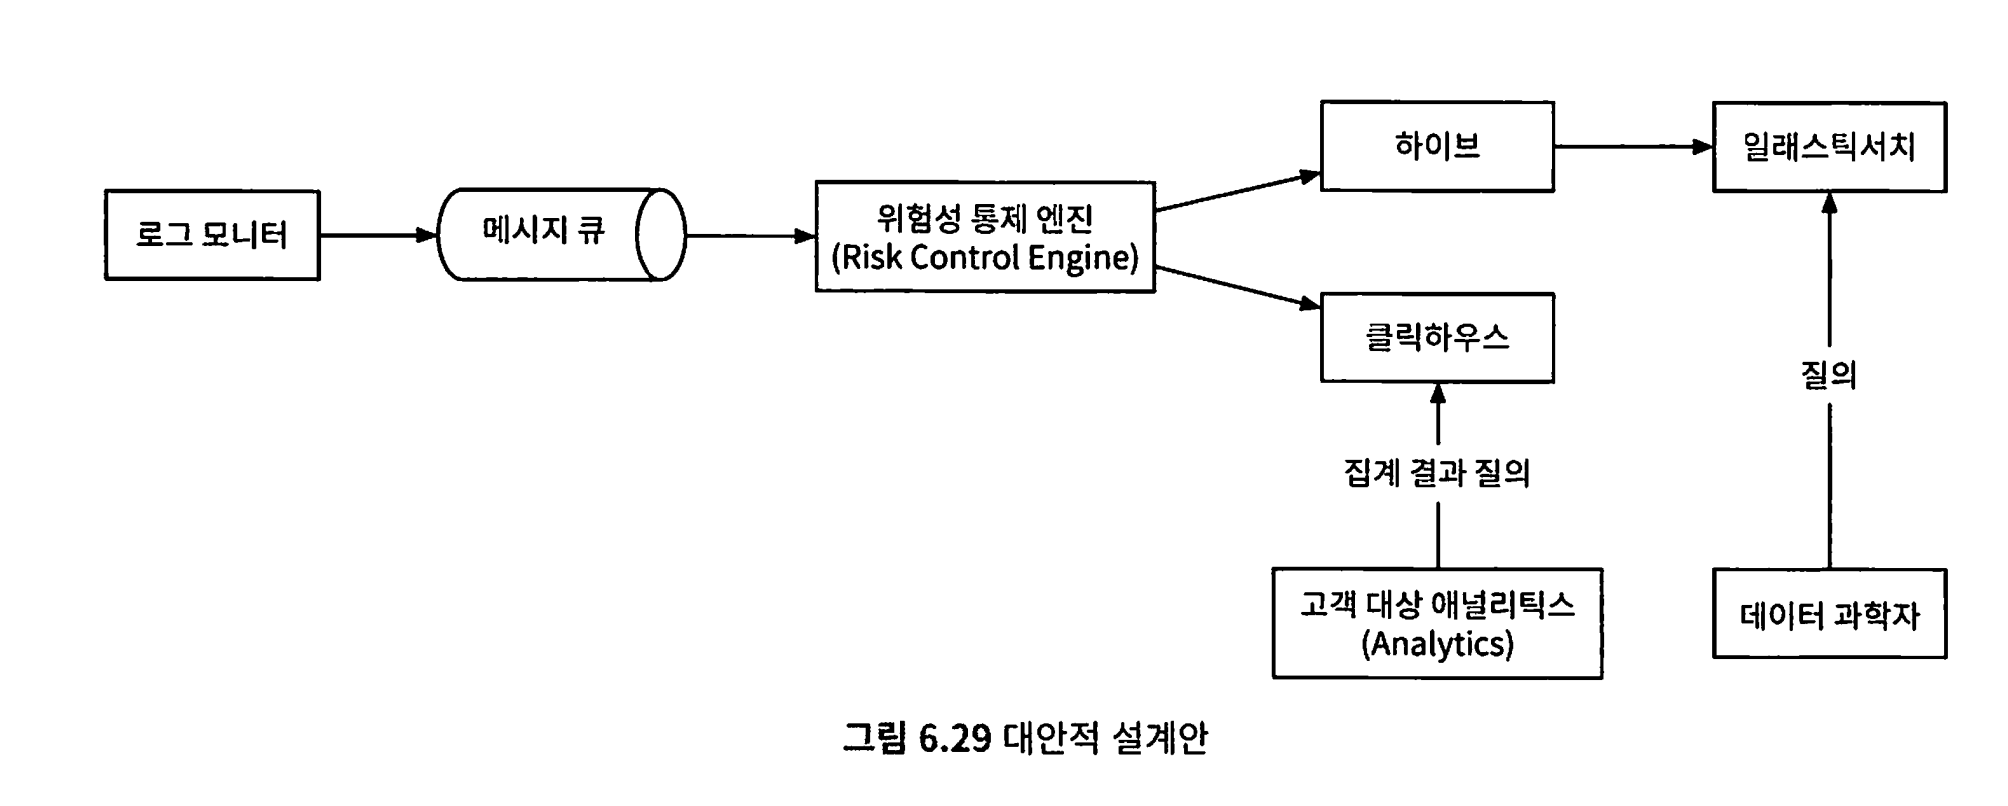 로그 모니터
메시지 큐
위험성 통제 엔진
(Risk Control Engine)
하이브
일래스틱서치
클릭하우스
질의
집계 결과 질의
고객 대상 애널리틱스
(Analytics)
데이터 과학자
그림 6.29 대안적 설계안